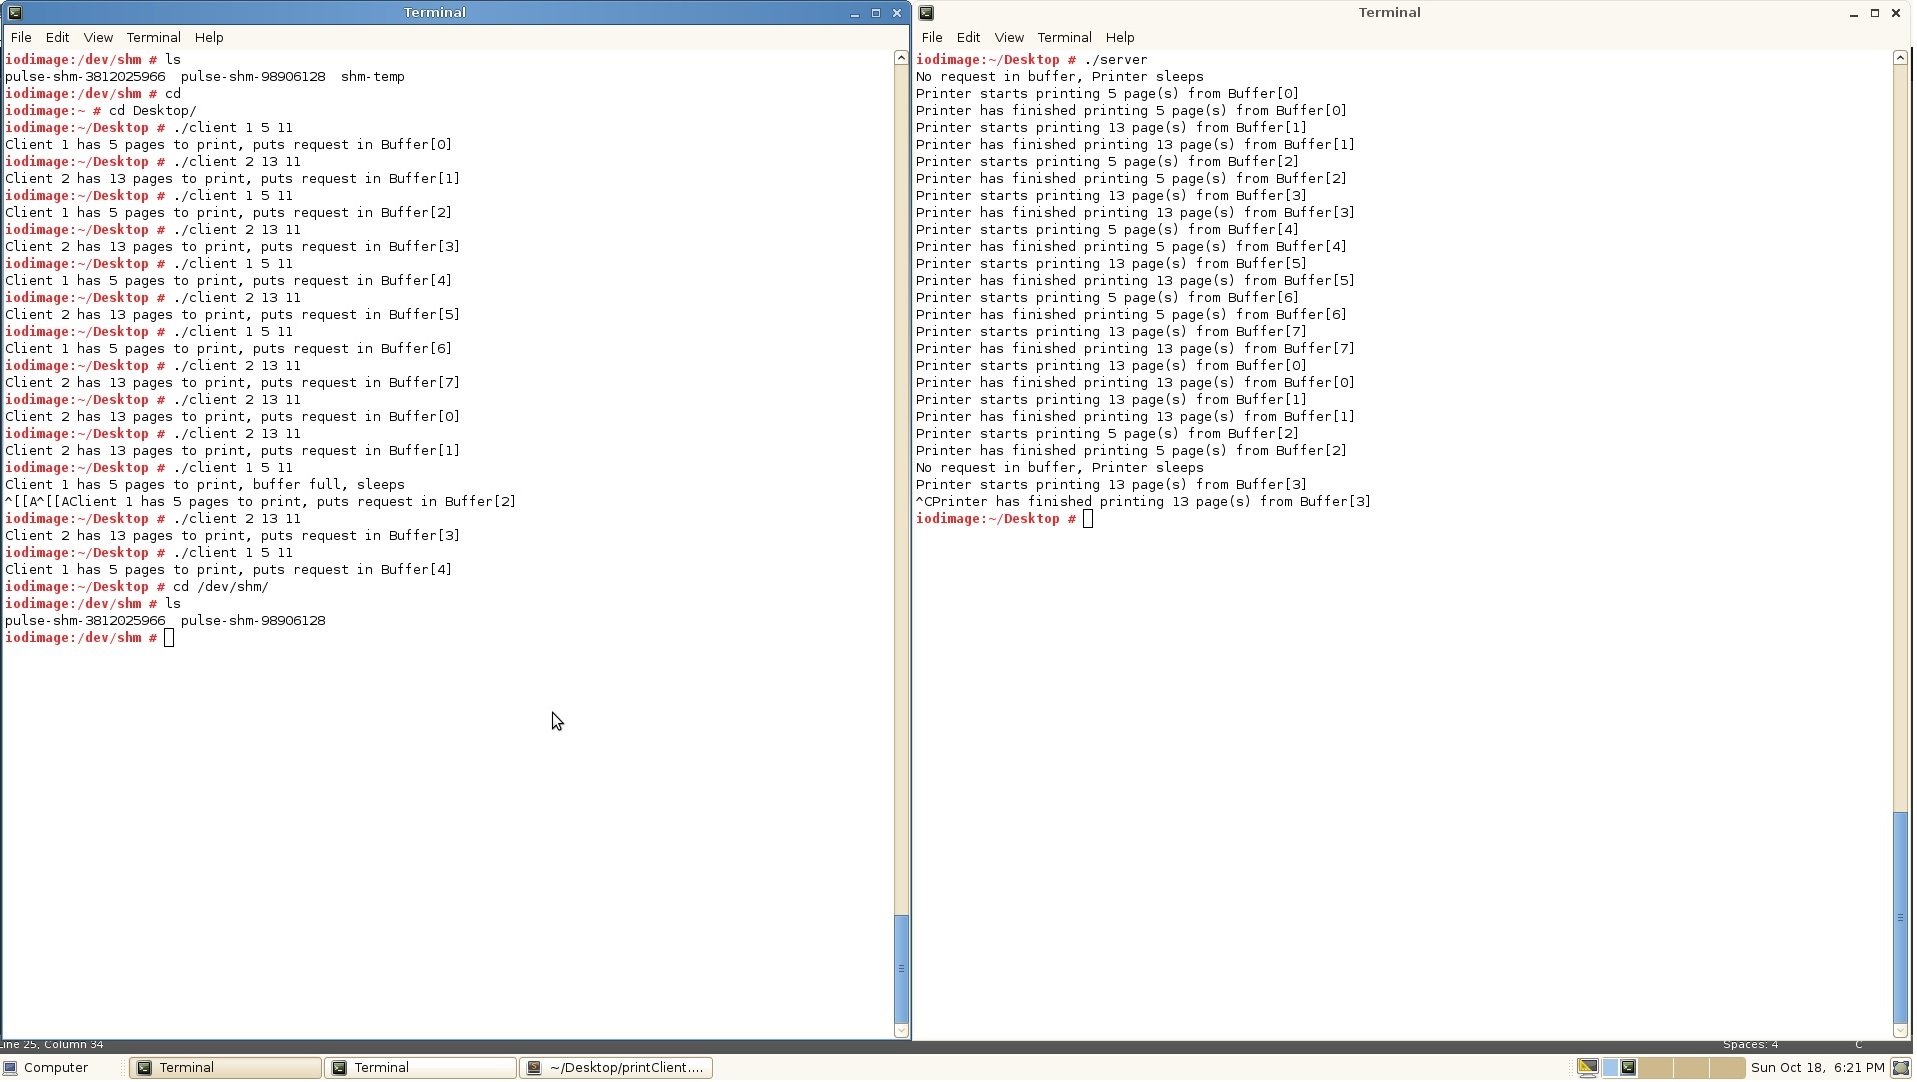 Terminal
File Edit View Terminal Help
iodimage:/dev/shm # ls
pulse-shm-3812025966  pulse-shm-98906128  shm-temp
iodimage:/dev/shm # cd
iodimage:~ # cd Desktop/
iodimage:~/Desktop # ./client 1 5 11
Client 1 has 5 pages to print, puts request in Buffer[0]
iodimage:~/Desktop # ./client 2 13 11
Client 2 has 13 pages to print, puts request in Buffer[1]
iodimage:~/Desktop # ./client 1 5 11
Client 1 has 5 pages to print, puts request in Buffer[2]
iodimage:~/Desktop # ./client 2 13 11
Client 2 has 13 pages to print, puts request in Buffer[3]
iodimage:~/Desktop # ./client 1 5 11
Client 1 has 5 pages to print, puts request in Buffer[4]
iodimage:~/Desktop # ./client 2 13 11
Client 2 has 13 pages to print, puts request in Buffer[5]
iodimage:~/Desktop # ./client 1 5 11
Client 1 has 5 pages to print, puts request in Buffer[6]
iodimage:~/Desktop # ./client 2 13 11
Client 2 has 13 pages to print, puts request in Buffer[7]
iodimage:~/Desktop # ./client 2 13 11
Client 2 has 13 pages to print, puts request in Buffer[0]
iodimage:~/Desktop # ./client 2 13 11
Client 2 has 13 pages to print, puts request in Buffer[1]
iodimage:~/Desktop # ./client 1 5 11
Client 1 has 5 pages to print, buffer full, sleeps
^[[A^[[AClient 1 has 5 pages to print, puts request in Buffer[2]
iodimage:~/Desktop # ./client 2 13 11
Client 2 has 13 pages to print, puts request in Buffer[3]
iodimage:~/Desktop # ./client 1 5 11
Client 1 has 5 pages to print, puts request in Buffer[4]
iodimage:~/Desktop # cd /dev/shm/
iodimage:/dev/shm # ls
pulse-shm-3812025966  pulse-shm-98906128
iodimage:/dev/shm #
Terminal
File Edit View Terminal Help
iodimage:~/Desktop # ./server
No request in buffer, Printer sleeps
Printer starts printing 5 page(s) from Buffer[0]
Printer has finished printing 5 page(s) from Buffer[0]
Printer starts printing 13 page(s) from Buffer[1]
Printer has finished printing 13 page(s) from Buffer[1]
Printer starts printing 5 page(s) from Buffer[2]
Printer has finished printing 5 page(s) from Buffer[2]
Printer starts printing 13 page(s) from Buffer[3]
Printer has finished printing 13 page(s) from Buffer[3]
Printer starts printing 5 page(s) from Buffer[4]
Printer has finished printing 5 page(s) from Buffer[4]
Printer starts printing 13 page(s) from Buffer[5]
Printer has finished printing 13 page(s) from Buffer[5]
Printer starts printing 5 page(s) from Buffer[6]
Printer has finished printing 5 page(s) from Buffer[6]
Printer starts printing 13 page(s) from Buffer[7]
Printer has finished printing 13 page(s) from Buffer[7]
Printer starts printing 13 page(s) from Buffer[0]
Printer has finished printing 13 page(s) from Buffer[0]
Printer starts printing 13 page(s) from Buffer[1]
Printer has finished printing 13 page(s) from Buffer[1]
Printer starts printing 5 page(s) from Buffer[2]
Printer has finished printing 5 page(s) from Buffer[2]
No request in buffer, Printer sleeps
Printer starts printing 13 page(s) from Buffer[3]
^CPrinter has finished printing 13 page(s) from Buffer[3]
iodimage:~/Desktop #
Line 25, Column 34 Spaces: 4 C
Computer Terminal Terminal ~/Desktop/printClient.... Sun Oct 18, 6:21 PM